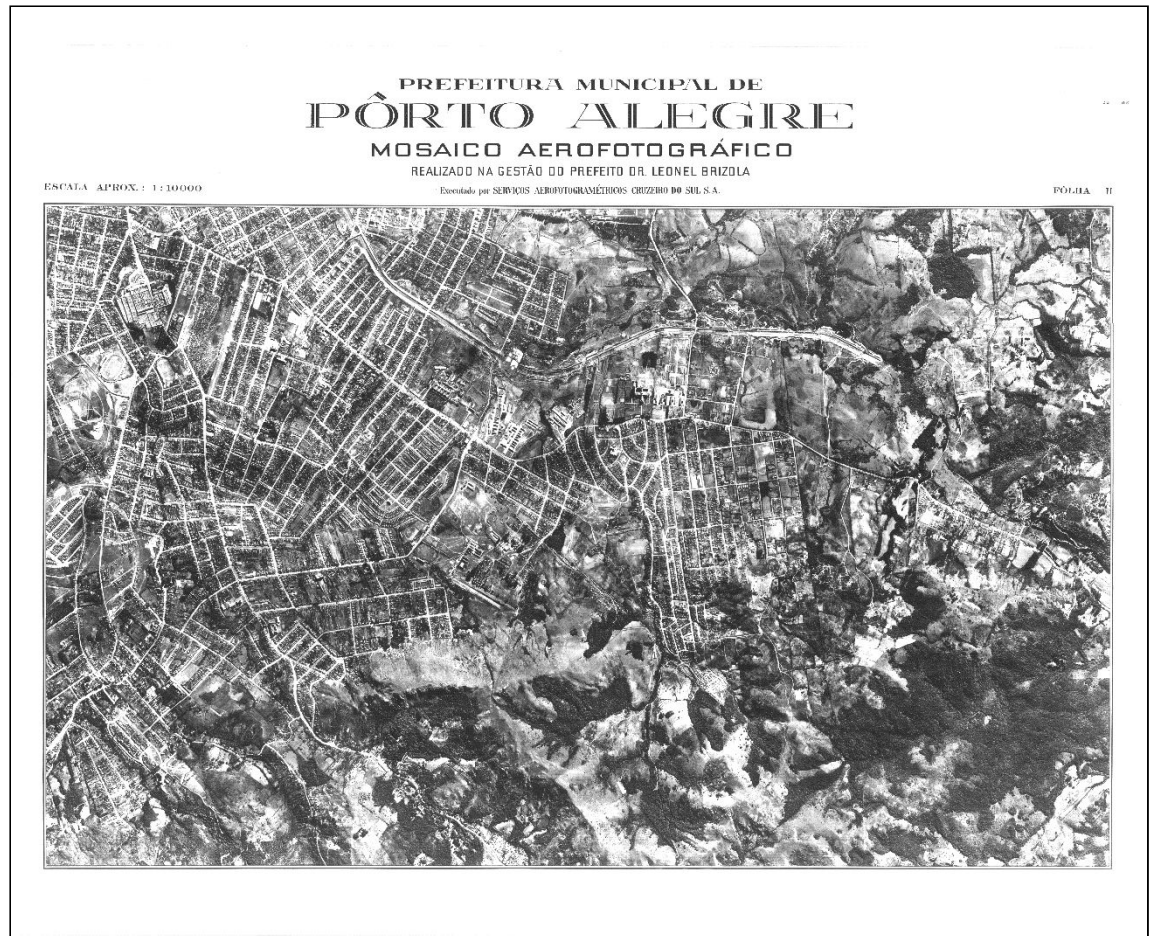 PREFEITURA MUNICIPAL DE
PÔRTO ALEGRE
MOSAICO AEROFOTOGRÁFICO
REALIZADO NA GESTÃO DO PREFEITO DR. LEONEL BRIZOLA
ESCALA APROX.: 1:10000
Executado por SERVIÇOS AEROFOTOGRAMÉTRICOS CRUZEIRO DO SUL S.A.
FÔLHA